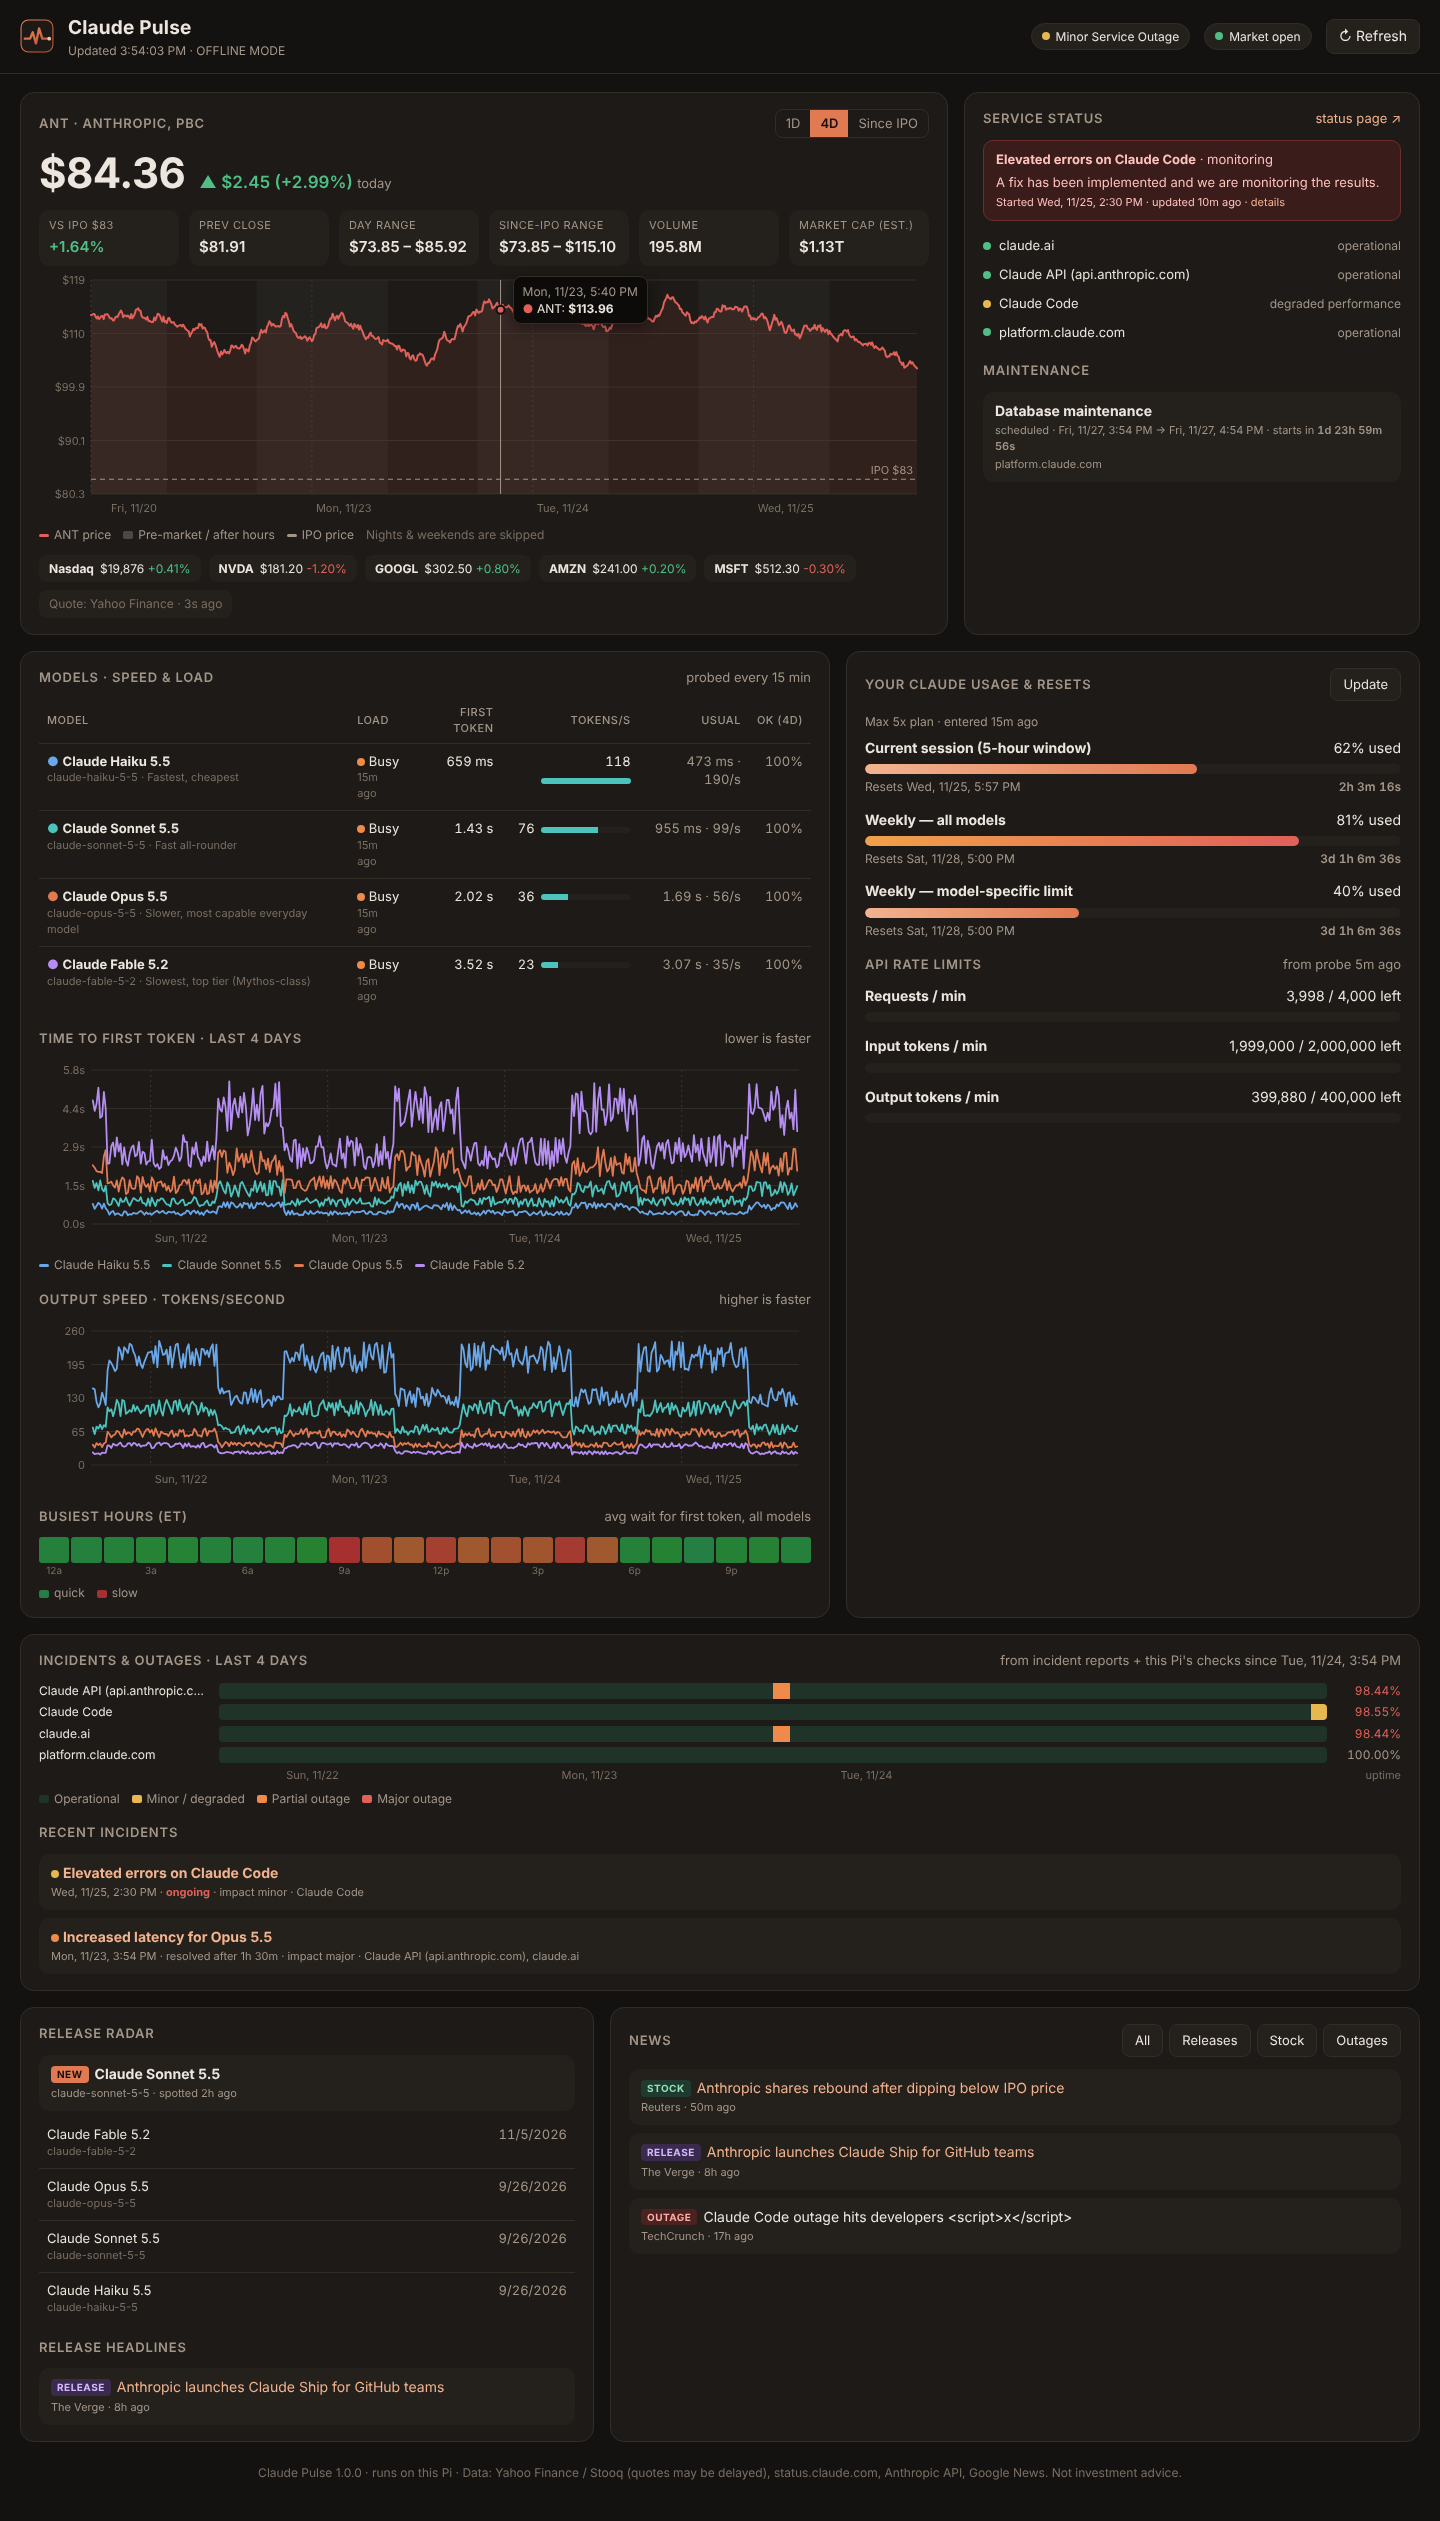 Claude Pulse
Updated 3:54:03 PM · OFFLINE MODE
Minor Service Outage
Market open
↻ Refresh
ANT · ANTHROPIC, PBC
1D 4D Since IPO
$84.36 ▲ $2.45 (+2.99%) today
VS IPO $83
+1.64%
PREV CLOSE
$81.91
DAY RANGE
$73.85 – $85.92
SINCE-IPO RANGE
$73.85 – $115.10
VOLUME
195.8M
MARKET CAP (EST.)
$1.13T
$119
$110
$99.9
$90.1
$80.3
Mon, 11/23, 5:40 PM
ANT: $113.96
IPO $83
Fri, 11/20 Mon, 11/23 Tue, 11/24 Wed, 11/25
ANT price Pre-market / after hours IPO price Nights & weekends are skipped
Nasdaq $19,876 +0.41% NVDA $181.20 -1.20% GOOGL $302.50 +0.80% AMZN $241.00 +0.20% MSFT $512.30 -0.30%
Quote: Yahoo Finance · 3s ago
SERVICE STATUS status page ↗
Elevated errors on Claude Code · monitoring
A fix has been implemented and we are monitoring the results.
Started Wed, 11/25, 2:30 PM · updated 10m ago · details
claude.ai operational
Claude API (api.anthropic.com) operational
Claude Code degraded performance
platform.claude.com operational
MAINTENANCE
Database maintenance
scheduled · Fri, 11/27, 3:54 PM → Fri, 11/27, 4:54 PM · starts in 1d 23h 59m
56s
platform.claude.com
MODELS · SPEED & LOAD probed every 15 min
MODEL LOAD FIRST TOKEN TOKENS/S USUAL OK (4D)
Claude Haiku 5.5 Busy 659 ms 118 473 ms · 190/s 100%
claude-haiku-5-5 · Fastest, cheapest 15m ago
Claude Sonnet 5.5 Busy 1.43 s 76 955 ms · 99/s 100%
claude-sonnet-5-5 · Fast all-rounder 15m ago
Claude Opus 5.5 Busy 2.02 s 36 1.69 s · 56/s 100%
claude-opus-5-5 · Slower, most capable everyday model 15m ago
Claude Fable 5.2 Busy 3.52 s 23 3.07 s · 35/s 100%
claude-fable-5-2 · Slowest, top tier (Mythos-class) 15m ago
TIME TO FIRST TOKEN · LAST 4 DAYS lower is faster
5.8s
4.4s
2.9s
1.5s
0.0s
Sun, 11/22 Mon, 11/23 Tue, 11/24 Wed, 11/25
Claude Haiku 5.5 Claude Sonnet 5.5 Claude Opus 5.5 Claude Fable 5.2
OUTPUT SPEED · TOKENS/SECOND higher is faster
260
195
130
65
0
Sun, 11/22 Mon, 11/23 Tue, 11/24 Wed, 11/25
BUSIEST HOURS (ET) avg wait for first token, all models
12a 3a 6a 9a 12p 3p 6p 9p
quick slow
YOUR CLAUDE USAGE & RESETS Update
Max 5x plan · entered 15m ago
Current session (5-hour window) 62% used
Resets Wed, 11/25, 5:57 PM 2h 3m 16s
Weekly — all models 81% used
Resets Sat, 11/28, 5:00 PM 3d 1h 6m 36s
Weekly — model-specific limit 40% used
Resets Sat, 11/28, 5:00 PM 3d 1h 6m 36s
API RATE LIMITS from probe 5m ago
Requests / min 3,998 / 4,000 left
Input tokens / min 1,999,000 / 2,000,000 left
Output tokens / min 399,880 / 400,000 left
INCIDENTS & OUTAGES · LAST 4 DAYS from incident reports + this Pi's checks since Tue, 11/24, 3:54 PM
Claude API (api.anthropic.c... 98.44%
Claude Code 98.55%
claude.ai 98.44%
platform.claude.com 100.00%
Sun, 11/22 Mon, 11/23 Tue, 11/24 uptime
Operational Minor / degraded Partial outage Major outage
RECENT INCIDENTS
Elevated errors on Claude Code
Wed, 11/25, 2:30 PM · ongoing · impact minor · Claude Code
Increased latency for Opus 5.5
Mon, 11/23, 3:54 PM · resolved after 1h 30m · impact major · Claude API (api.anthropic.com), claude.ai
RELEASE RADAR
NEW Claude Sonnet 5.5
claude-sonnet-5-5 · spotted 2h ago
Claude Fable 5.2 11/5/2026
claude-fable-5-2
Claude Opus 5.5 9/26/2026
claude-opus-5-5
Claude Sonnet 5.5 9/26/2026
claude-sonnet-5-5
Claude Haiku 5.5 9/26/2026
claude-haiku-5-5
RELEASE HEADLINES
RELEASE Anthropic launches Claude Ship for GitHub teams
The Verge · 8h ago
NEWS All Releases Stock Outages
STOCK Anthropic shares rebound after dipping below IPO price
Reuters · 50m ago
RELEASE Anthropic launches Claude Ship for GitHub teams
The Verge · 8h ago
OUTAGE Claude Code outage hits developers <script>x</script>
TechCrunch · 17h ago
Claude Pulse 1.0.0 · runs on this Pi · Data: Yahoo Finance / Stooq (quotes may be delayed), status.claude.com, Anthropic API, Google News. Not investment advice.